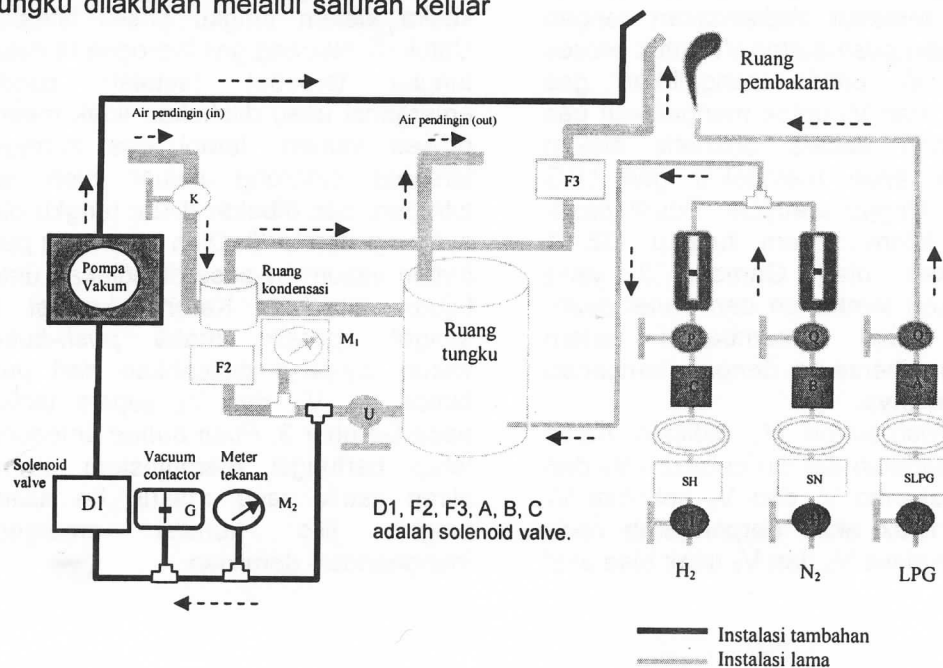 ungku dilakukan melalui saluran keluar
Ruang
pembakaran
Air pendingin (in)
Air pendingin (out)
K
F3
Pompa
Vakum
Ruang
kondensasi
M1
Ruang
tungku
F2
U
P
Q
Q
C
B
A
Solenoid
valve
Vacuum
contactor
Meter
tekanan
D1
G
M2
D1, F2, F3, A, B, C
adalah solenoid valve.
SH
SN
SLPG
H2
N2
LPG
Instalasi tambahan
Instalasi lama